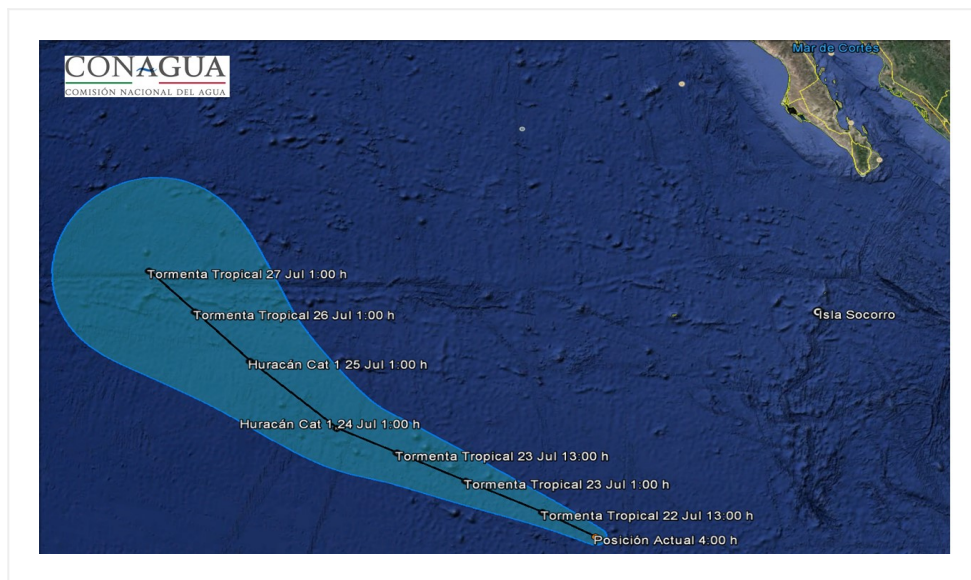 Mar de Cortés
CONAGUA
COMISIÓN NACIONAL DEL AGUA
Tormenta Tropical 27 Jul 1:00 h
Tormenta Tropical 26 Jul 1:00 h
Isla Socorro
Huracán Cat 1 25 Jul 1:00 h
Huracán Cat 1 24 Jul 1:00 h
Tormenta Tropical 23 Jul 13:00 h
Tormenta Tropical 23 Jul 1:00 h
Tormenta Tropical 22 Jul 13:00 h
Posición Actual 4:00 h